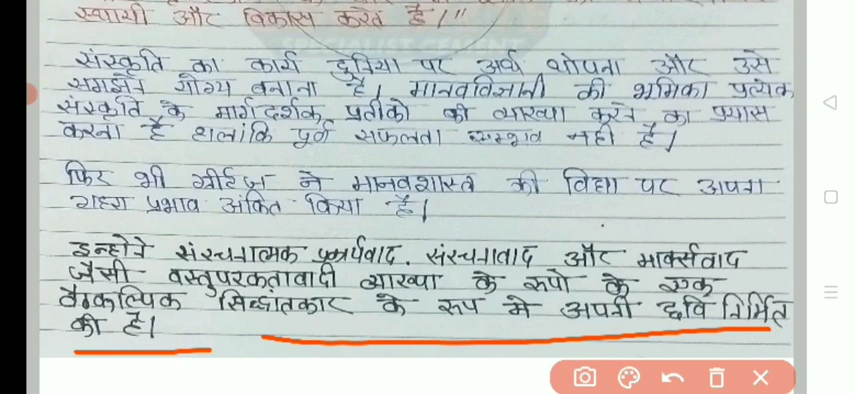 स्थायी और विकास करते हैं।"
संस्कृति का कार्य दुनिया पर अर्थ थोपना और उसे
समझने योग्य बनाना है। मानवविज्ञानी की भूमिका प्रत्येक
संस्कृति के मार्गदर्शक प्रतीको की व्याख्या करने का प्रयास
करना है हालांकि पूर्ण सफलता सम्भव नही है।
फिर भी गीर्ट्ज ने मानवशास्त्र की विद्या पर अपना
गहरा प्रभाव अंकित किया है।
इन्होने संरचनात्मक प्रकार्यवाद, संरचनावाद और मार्क्सवाद
जैसी वस्तुपरकतावादी व्याख्या के रूपो के एक
वैकल्पिक सिद्धांतकार के रूप मे अपनी छवि निर्मित
की है।